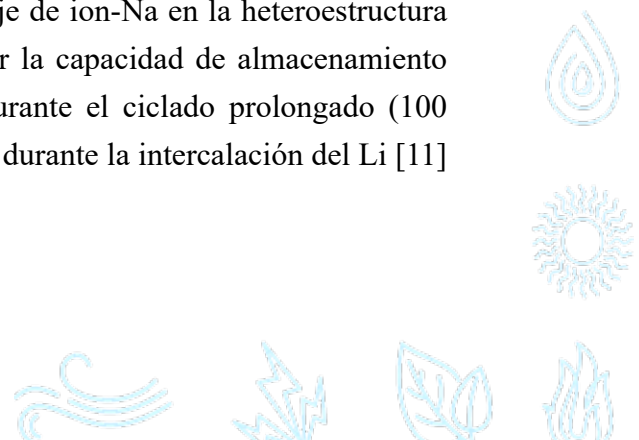 je de ion-Na en la heteroestructura
r la capacidad de almacenamiento
urante el ciclado prolongado (100
durante la intercalación del Li [11]